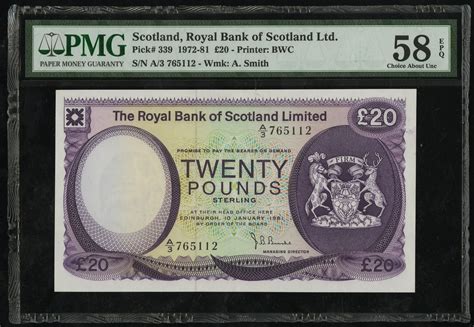 PMG
PAPER MONEY GUARANTY
Scotland, Royal Bank of Scotland Ltd.
Pick# 339 1972-81 £20 - Printer: BWC
S/N A/3 765112 - Wmk: A. Smith
58 EPQ
Choice About Unc
The Royal Bank of Scotland Limited
£20
A/3 765112
PROMISE TO PAY THE BEARER ON DEMAND
TWENTY
POUNDS
STERLING
AT THEIR HEAD OFFICE HERE
EDINBURGH, 10 JANUARY 1981
BY ORDER OF THE BOARD
FIRM
A/3 765112
MANAGING DIRECTOR
£20
£20